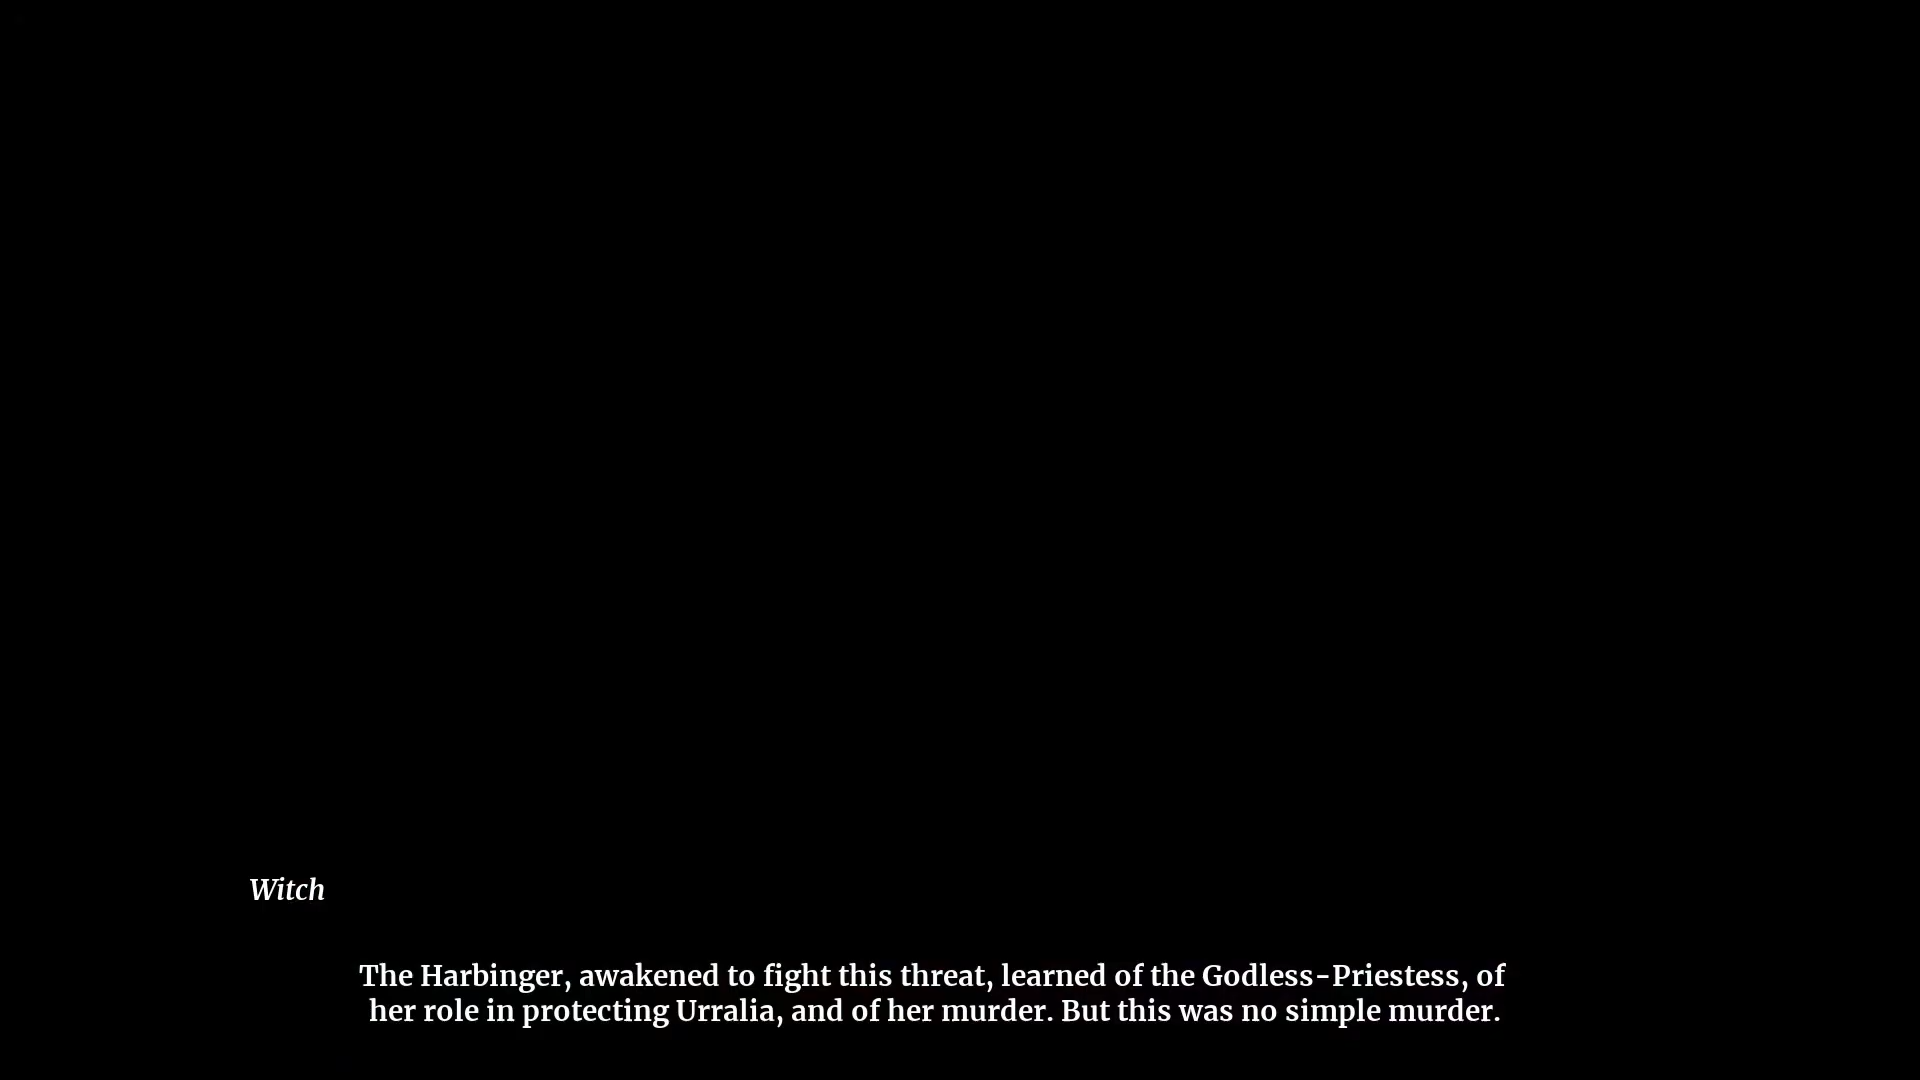 Witch
The Harbinger, awakened to fight this threat, learned of the Godless-Priestess, of
her role in protecting Urralia, and of her murder. But this was no simple murder.